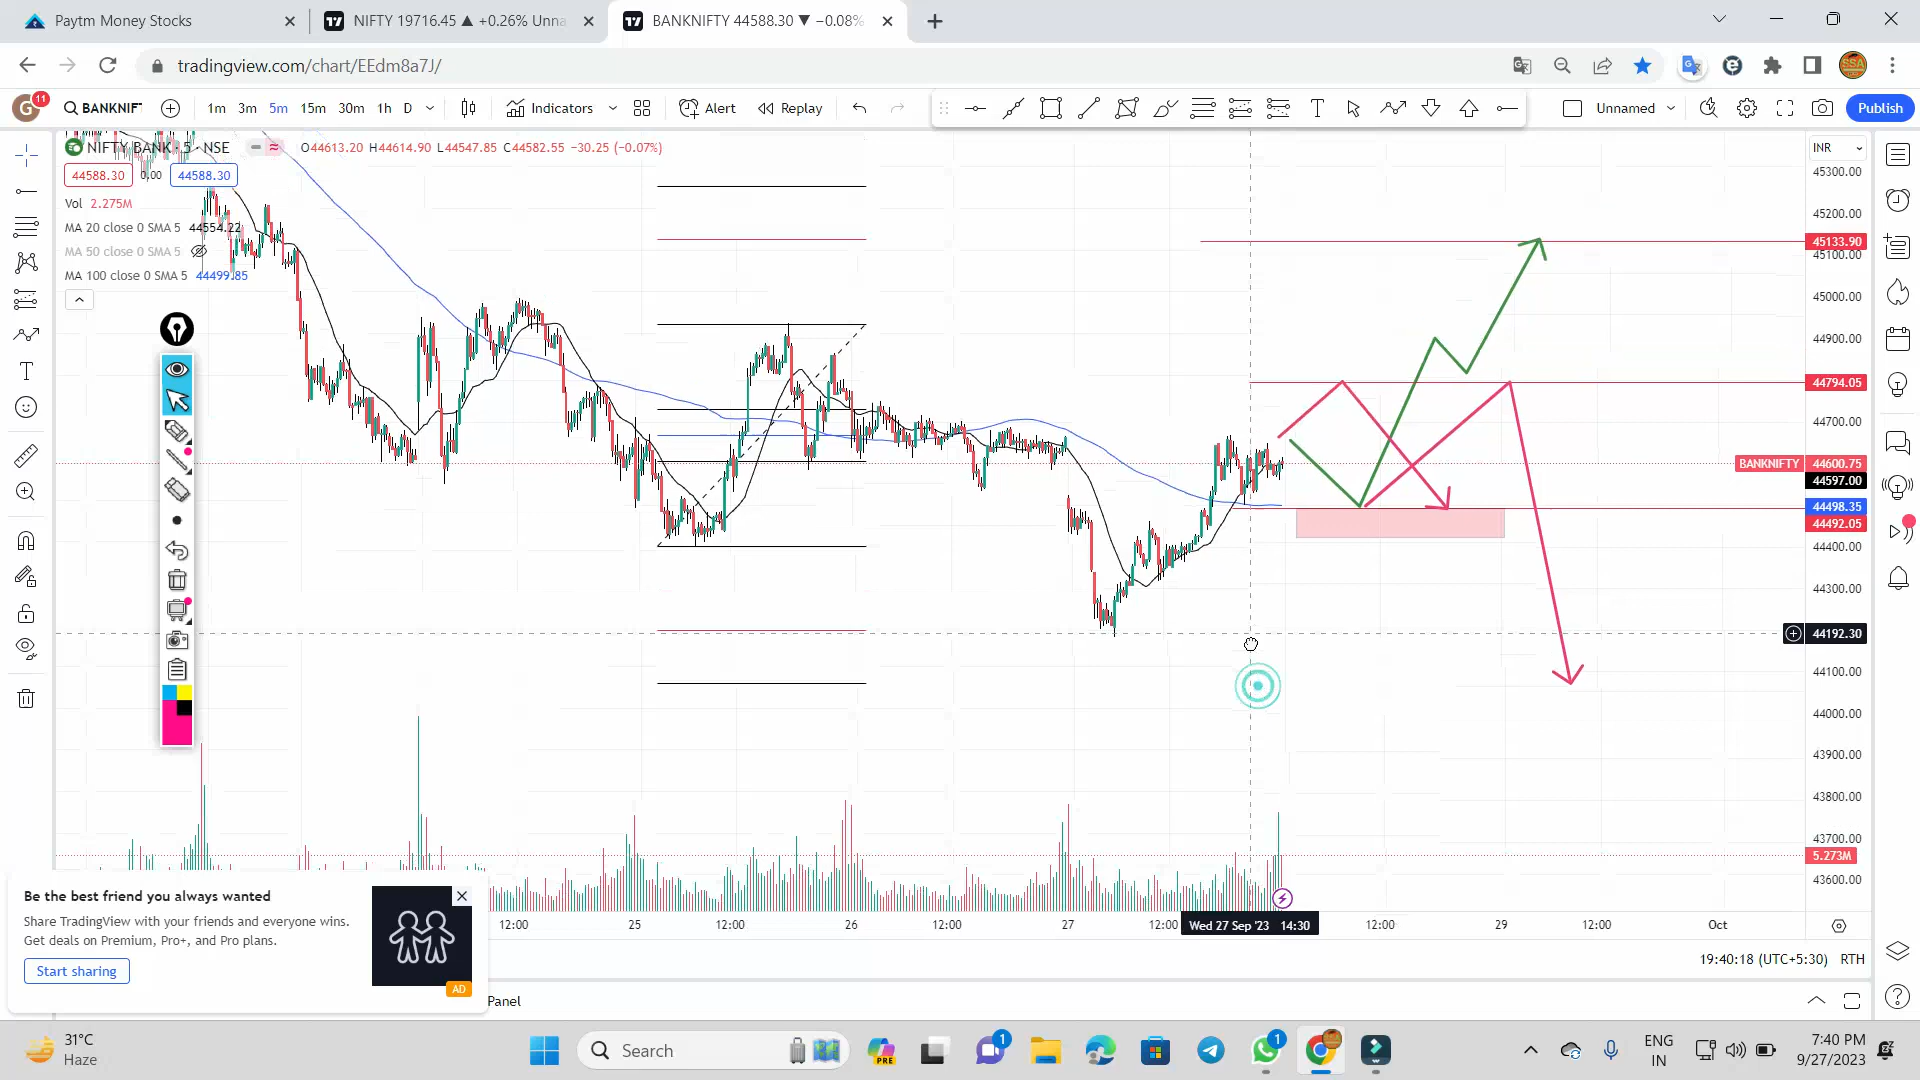 Paytm Money Stocks
NIFTY 19716.45 ▲ +0.26% Unna
BANKNIFTY 44588.30 ▼ −0.08%
tradingview.com/chart/EEdm8a7J/
G 11
BANKNIF
1m 3m 5m 15m 30m 1h D
Indicators
Alert
Replay
Unnamed
Publish
NIFTY BANK · 5 · NSE
O44613.20 H44614.90 L44547.85 C44582.55 −30.25 (−0.07%)
INR
44588.30 0.00 44588.30
Vol 2.275M
MA 20 close 0 SMA 5 44554.22
MA 50 close 0 SMA 5
MA 100 close 0 SMA 5 44499.85
45300.00
45200.00
45133.90
45100.00
45000.00
44900.00
44794.05
44700.00
BANKNIFTY 44600.75
44597.00
44498.35
44492.05
44400.00
44300.00
44192.30
44100.00
44000.00
43900.00
43800.00
43700.00
5.273M
43600.00
12:00 25 12:00 26 12:00 27 12:00 Wed 27 Sep '23 14:30 12:00 29 12:00 Oct
19:40:18 (UTC+5:30) RTH
Be the best friend you always wanted
Share TradingView with your friends and everyone wins.
Get deals on Premium, Pro+, and Pro plans.
Start sharing
AD
Panel
31°C
Haze
Search
PRE
1
1
ENG
IN
7:40 PM
9/27/2023